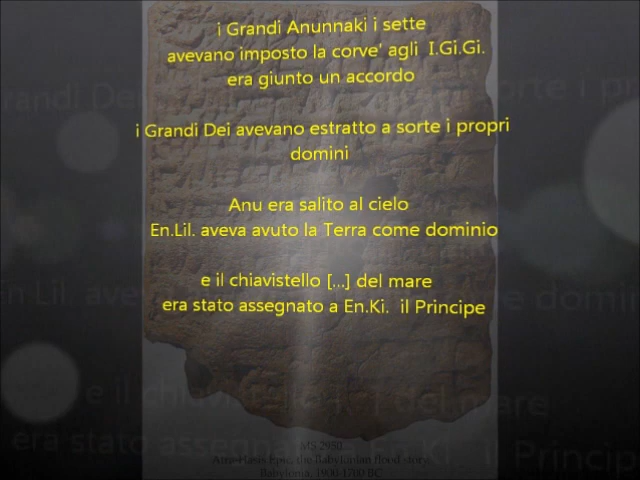 i Grandi Anunnaki i sette
avevano imposto la corve' agli I.Gi.Gi.
era giunto un accordo
i Grandi Dei avevano estratto a sorte i propri
domini
Anu era salito al cielo
En.Lil. aveva avuto la Terra come dominio
e il chiavistello [...] del mare
era stato assegnato a En.Ki. il Principe
MS 2950
Atra-Hasis Epic, the Babylonian flood story.
Babylonia, 1900-1700 BC